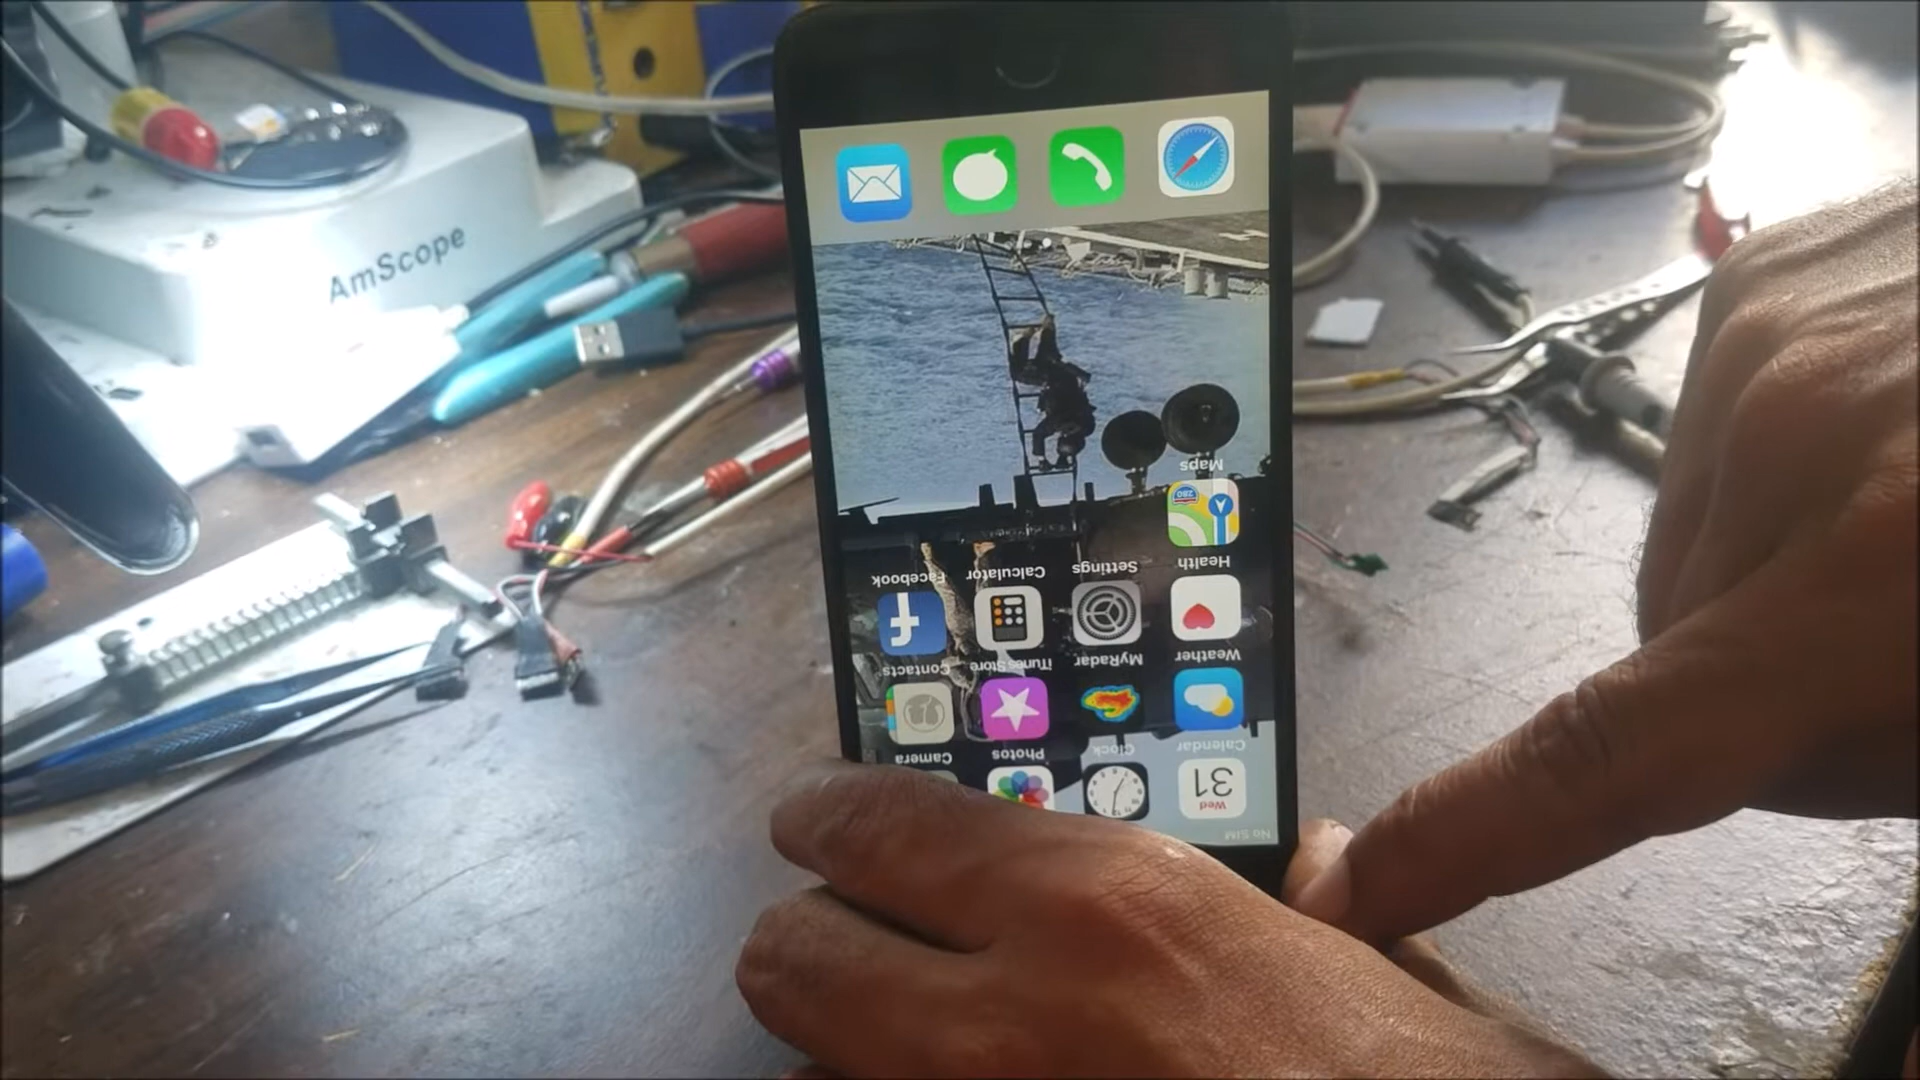 AmScope
H
No SIM
Wed
31
Calendar
Clock
Photos
Camera
Weather
MyRadar
iTunes Store
Contacts
Health
Settings
Calculator
Facebook
280
Maps